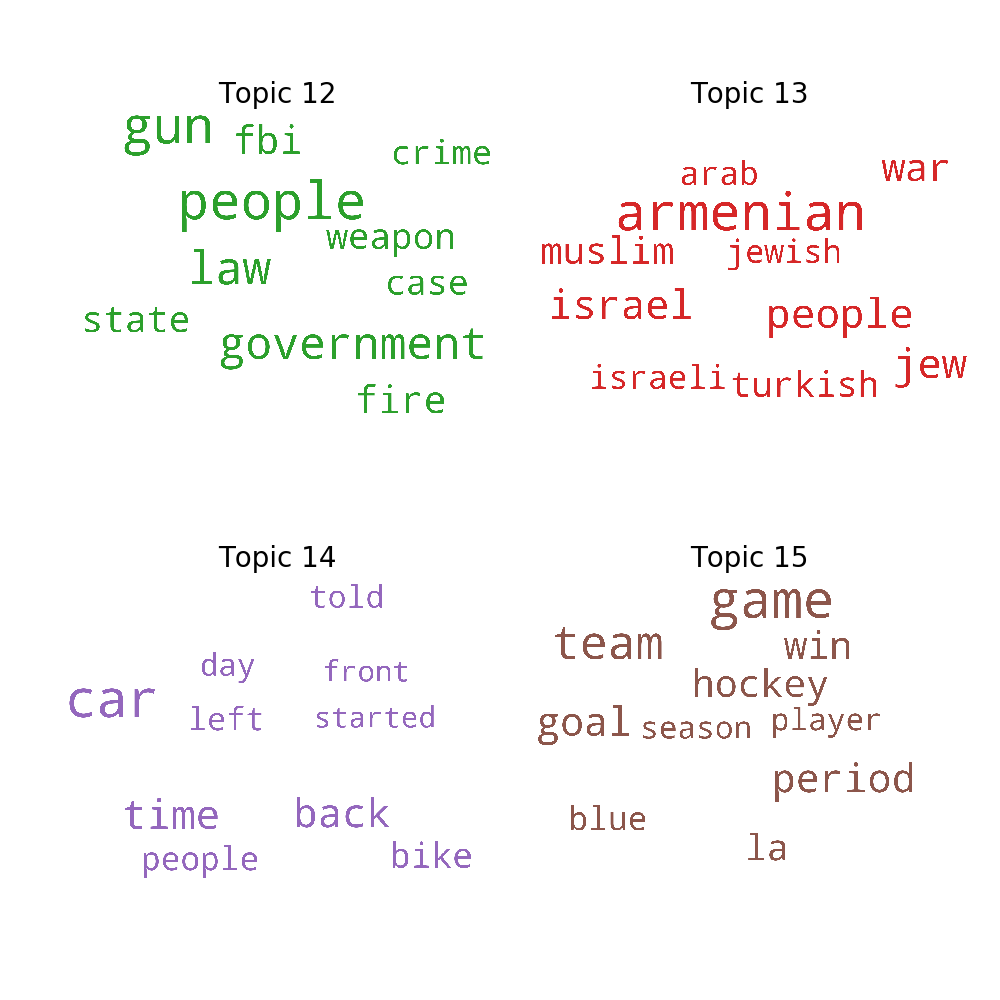 Topic 12
gun
fbi
crime
people
weapon
law
case
state
government
fire
Topic 13
arab
war
armenian
muslim
jewish
israel
people
jew
israeli
turkish
Topic 14
told
day
front
car
left
started
time
back
people
bike
Topic 15
game
team
win
hockey
goal
season
player
period
blue
la